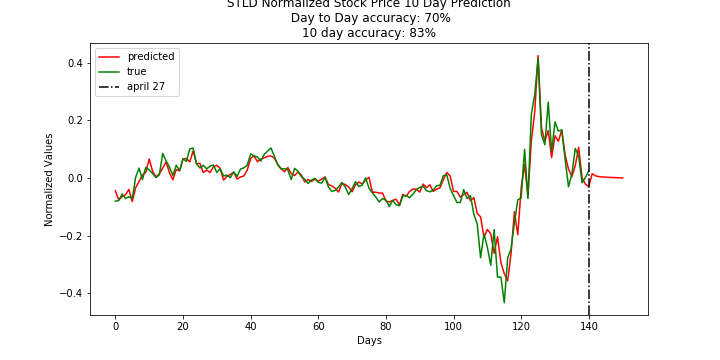 STLD Normalized Stock Price 10 Day Prediction
Day to Day accuracy: 70%
10 day accuracy: 83%
predicted
true
april 27
Normalized Values
0.4
0.2
0.0
−0.2
−0.4
0 20 40 60 80 100 120 140
Days